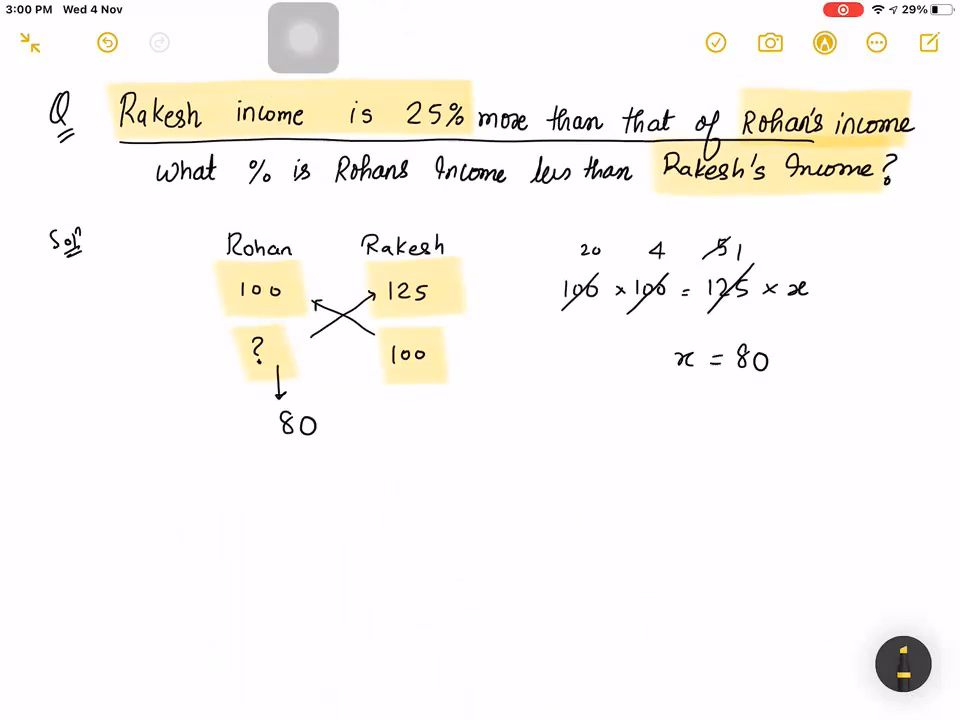 3:00 PM Wed 4 Nov 29%
Q Rakesh income is 25% more than that of Rohan's income
What % is Rohans Income less than Rakesh's Income?
Solⁿ
Rohan Rakesh
20 4 5 1
100 125
100 × 100 = 125 × x
? 100
x = 80
80